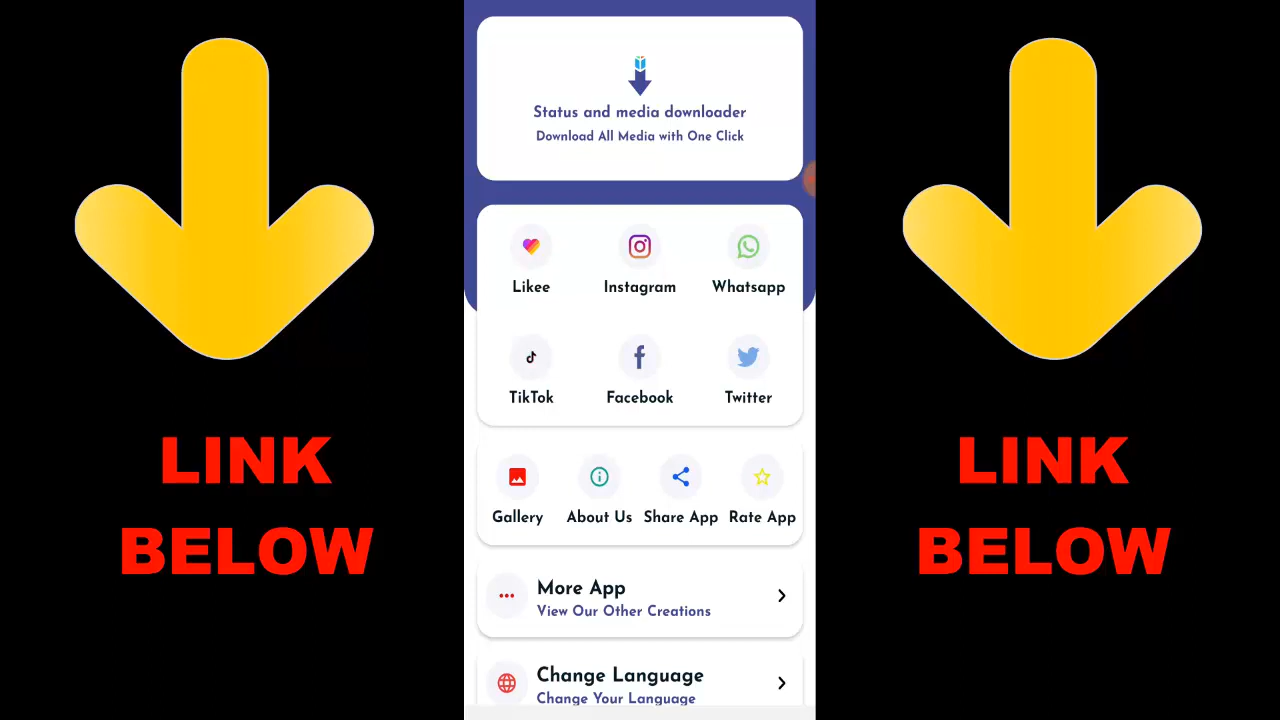 Status and media downloader
Download All Media with One Click
Likee Instagram Whatsapp
TikTok Facebook Twitter
LINK
BELOW
LINK
BELOW
Gallery About Us Share App Rate App
More App
View Our Other Creations
Change Language
Change Your Language